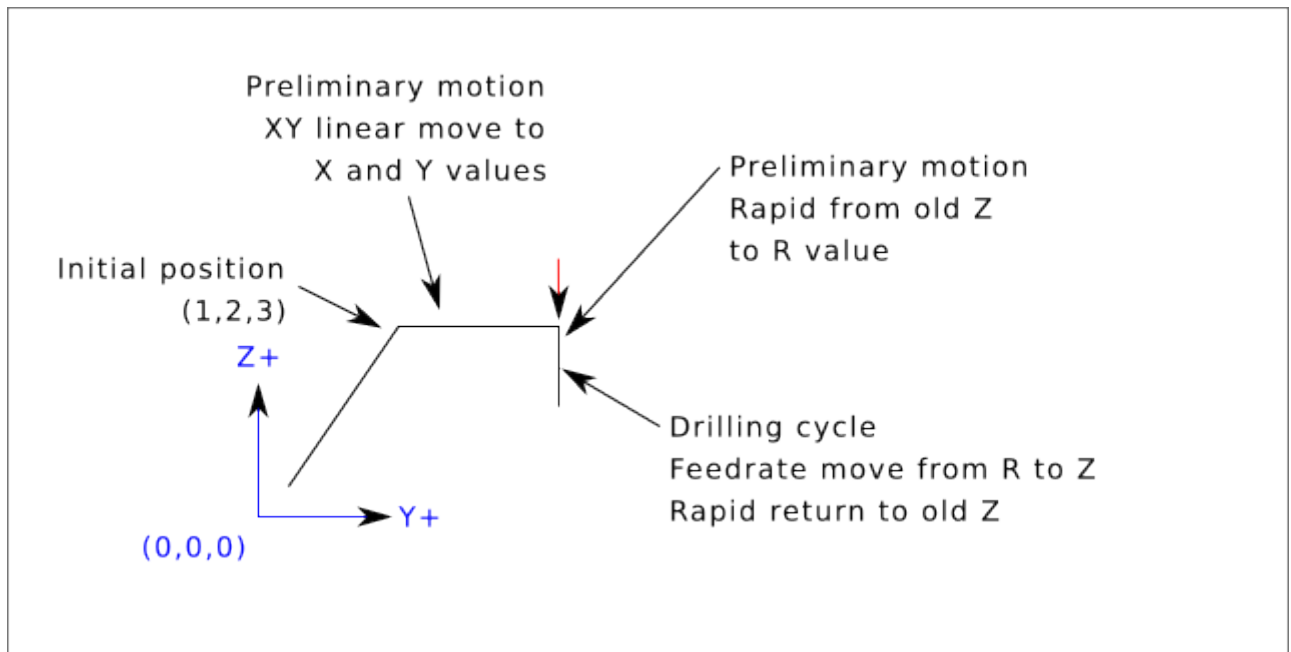 Preliminary motion
XY linear move to
X and Y values
Preliminary motion
Rapid from old Z
to R value
Initial position
(1,2,3)
Z+
Drilling cycle
Feedrate move from R to Z
Rapid return to old Z
Y+
(0,0,0)